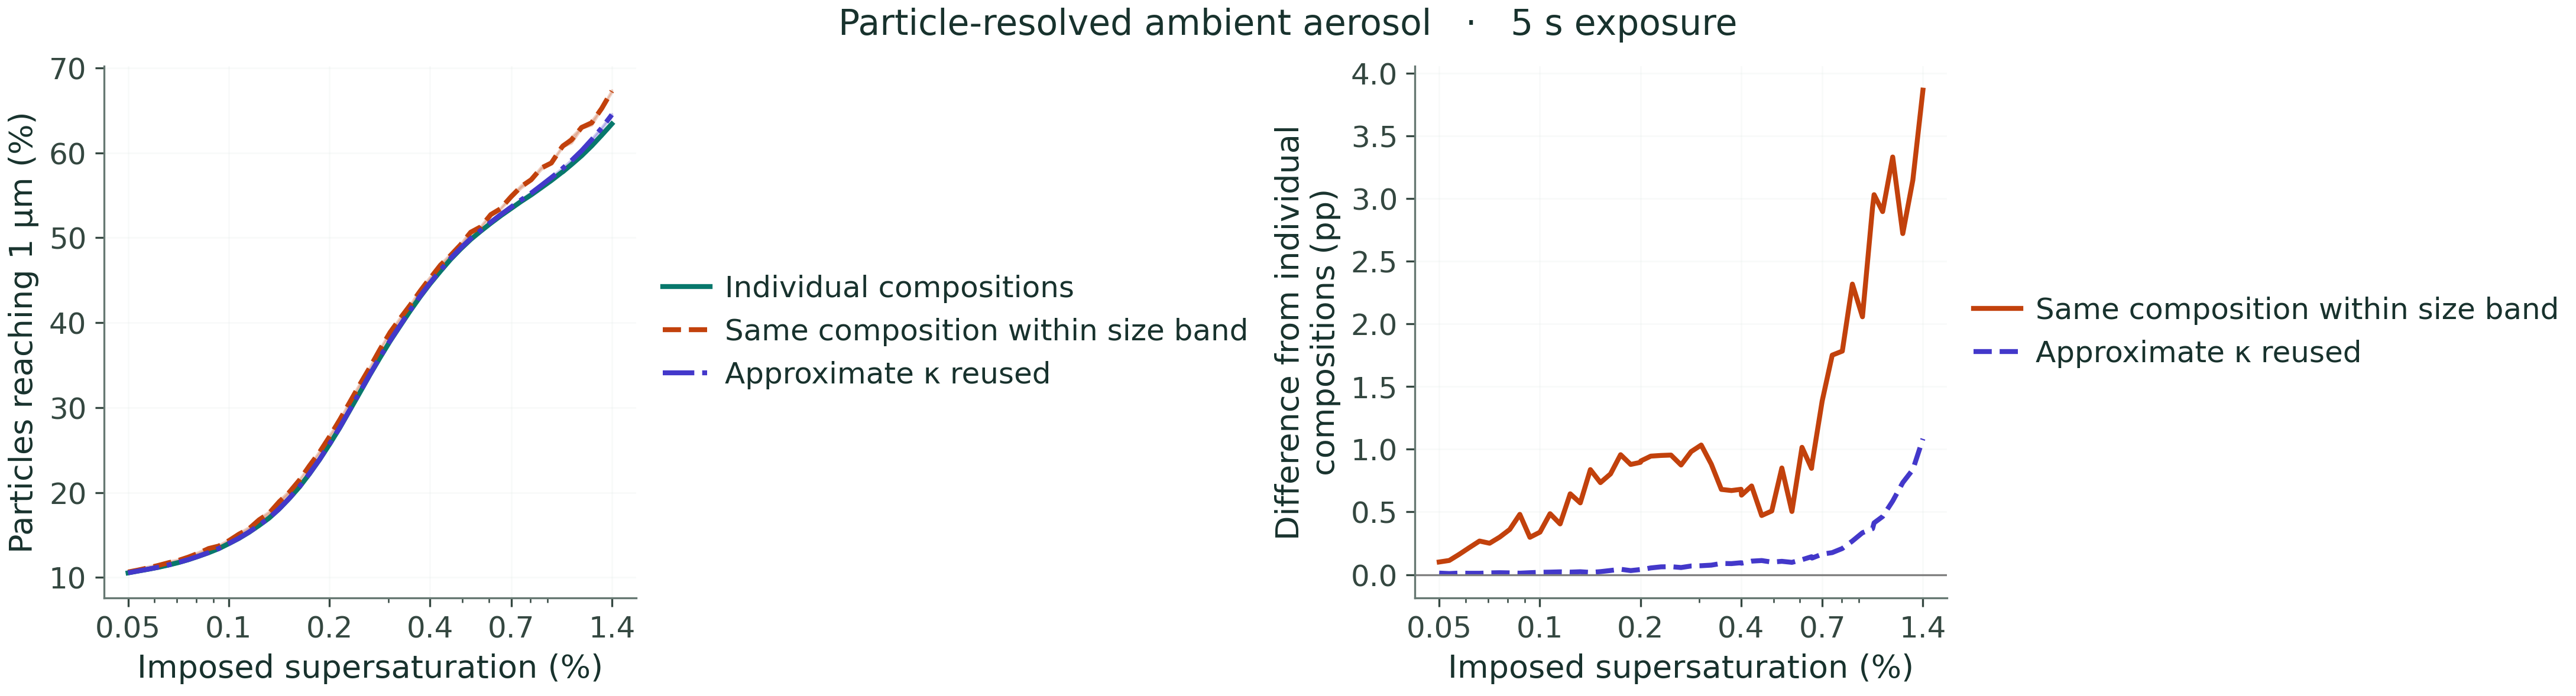 Particle-resolved ambient aerosol · 5 s exposure
Particles reaching 1 µm (%)
70
60
50
40
30
20
10
0.05 0.1 0.2 0.4 0.7 1.4
Imposed supersaturation (%)
Individual compositions
Same composition within size band
Approximate κ reused
Difference from individual
compositions (pp)
4.0
3.5
3.0
2.5
2.0
1.5
1.0
0.5
0.0
0.05 0.1 0.2 0.4 0.7 1.4
Imposed supersaturation (%)
Same composition within size band
Approximate κ reused